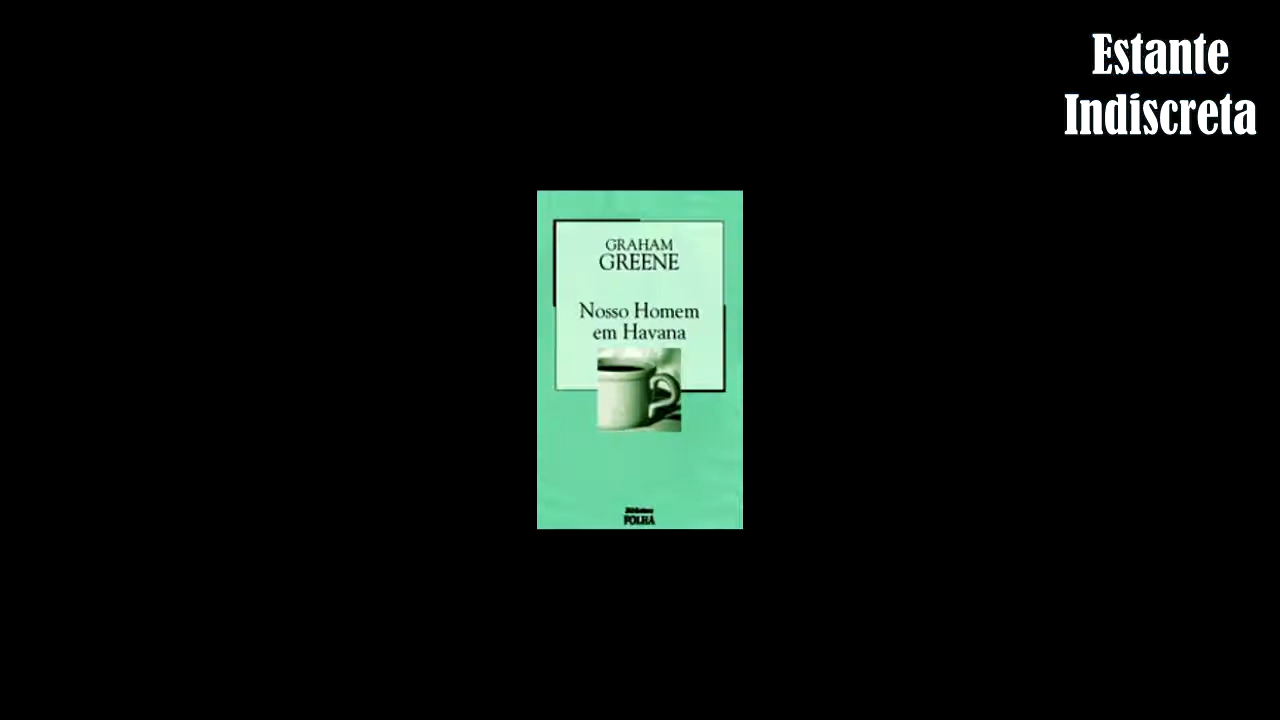 Estante
Indiscreta
GRAHAM
GREENE
Nosso Homem
em Havana
FOLHA